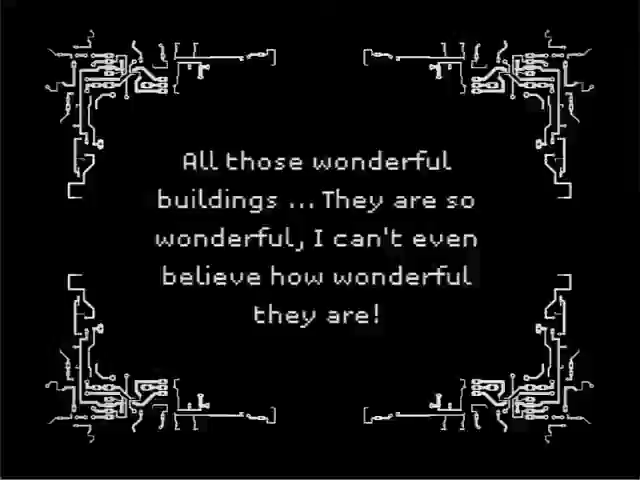 All those wonderful
buildings ... They are so
wonderful, I can't even
believe how wonderful
they are!